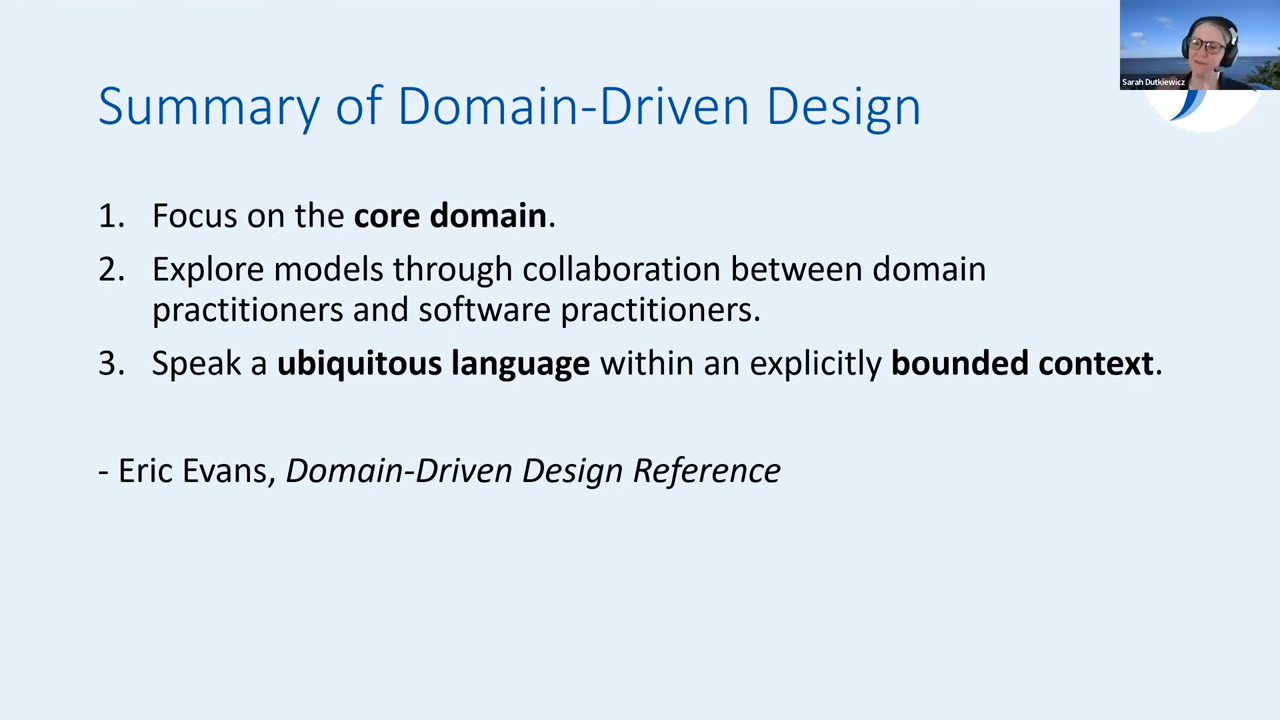 Sarah Dutkiewicz
Summary of Domain-Driven Design
1. Focus on the core domain.
2. Explore models through collaboration between domain
practitioners and software practitioners.
3. Speak a ubiquitous language within an explicitly bounded context.
- Eric Evans, Domain-Driven Design Reference